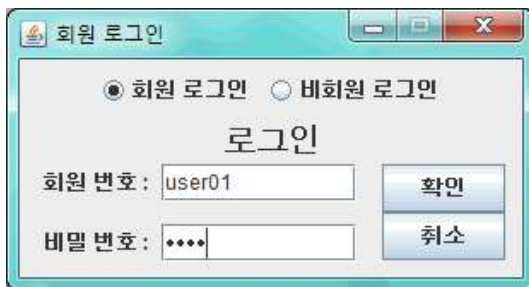 회원 로그인
회원 로그인 비회원 로그인
로그인
회원 번호 : user01 확인
비밀 번호 : •••• 취소